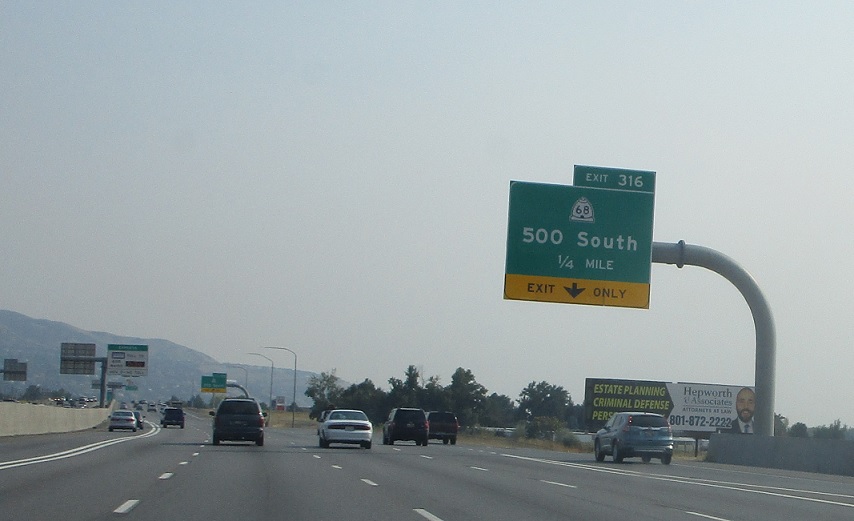 EXIT 316
68
500 South
1/4 MILE
EXIT ONLY
ESTATE PLANNING
CRIMINAL DEFENSE
Hepworth
& Associates
ATTORNEYS AT LAW
801-872-2223